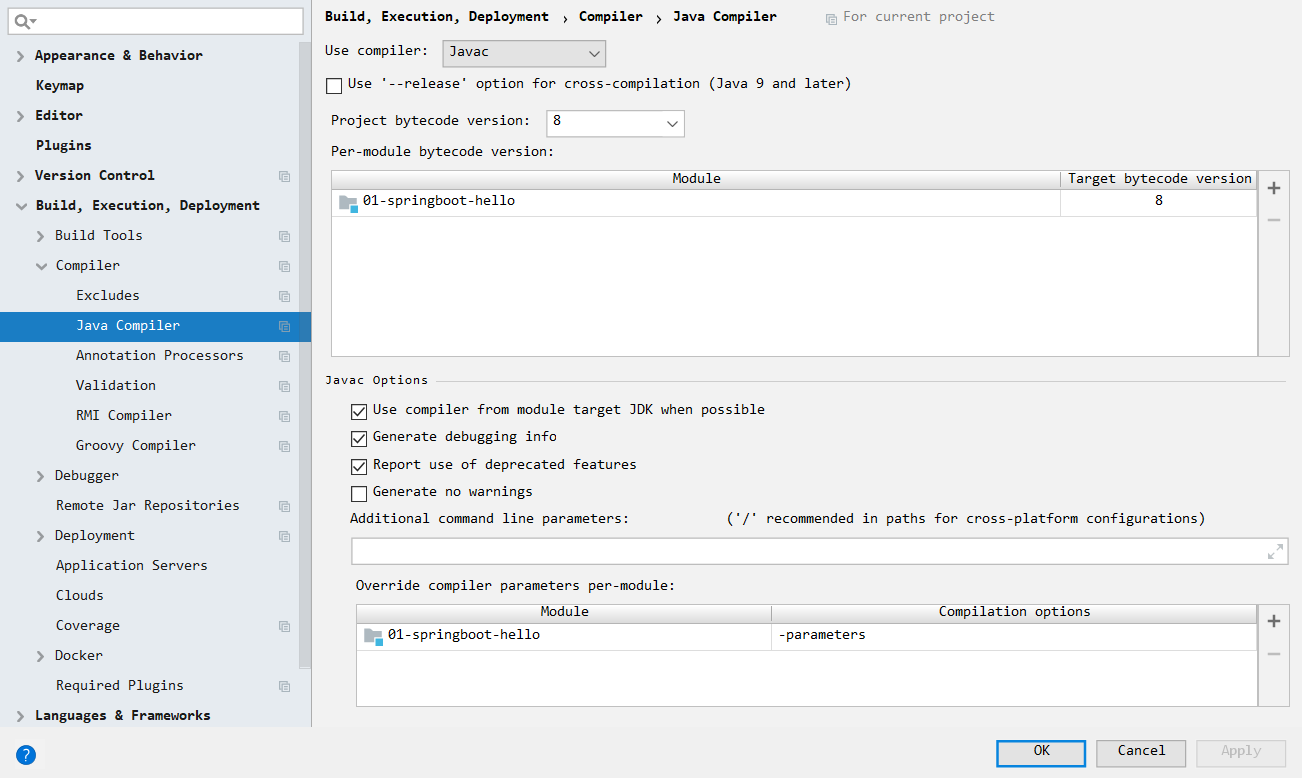 Appearance & Behavior
Keymap
Editor
Plugins
Version Control
Build, Execution, Deployment
Build Tools
Compiler
Excludes
Java Compiler
Annotation Processors
Validation
RMI Compiler
Groovy Compiler
Debugger
Remote Jar Repositories
Deployment
Application Servers
Clouds
Coverage
Docker
Required Plugins
Languages & Frameworks
?
Build, Execution, Deployment › Compiler › Java Compiler For current project
Use compiler: Javac
Use '--release' option for cross-compilation (Java 9 and later)
Project bytecode version: 8
Per-module bytecode version:
Module Target bytecode version
01-springboot-hello 8
Javac Options
Use compiler from module target JDK when possible
Generate debugging info
Report use of deprecated features
Generate no warnings
Additional command line parameters: ('/' recommended in paths for cross-platform configurations)
Override compiler parameters per-module:
Module Compilation options
01-springboot-hello -parameters
OK Cancel Apply